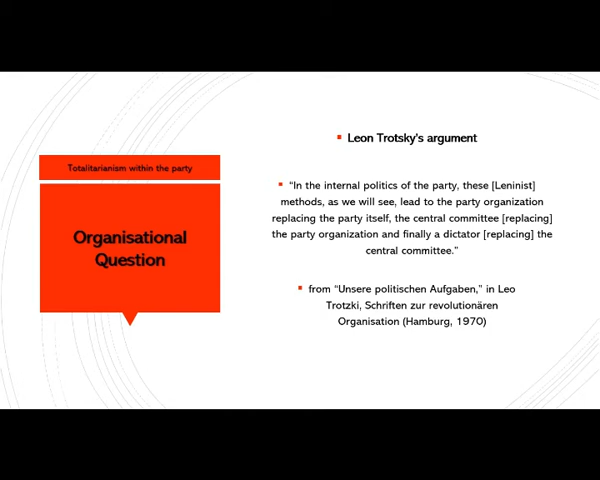 Totalitarianism within the party
Organisational
Question
Leon Trotsky's argument
“In the internal politics of the party, these [Leninist]
methods, as we will see, lead to the party organization
replacing the party itself, the central committee [replacing]
the party organization and finally a dictator [replacing] the
central committee.”
from “Unsere politischen Aufgaben,” in Leo
Trotzki, Schriften zur revolutionären
Organisation (Hamburg, 1970)